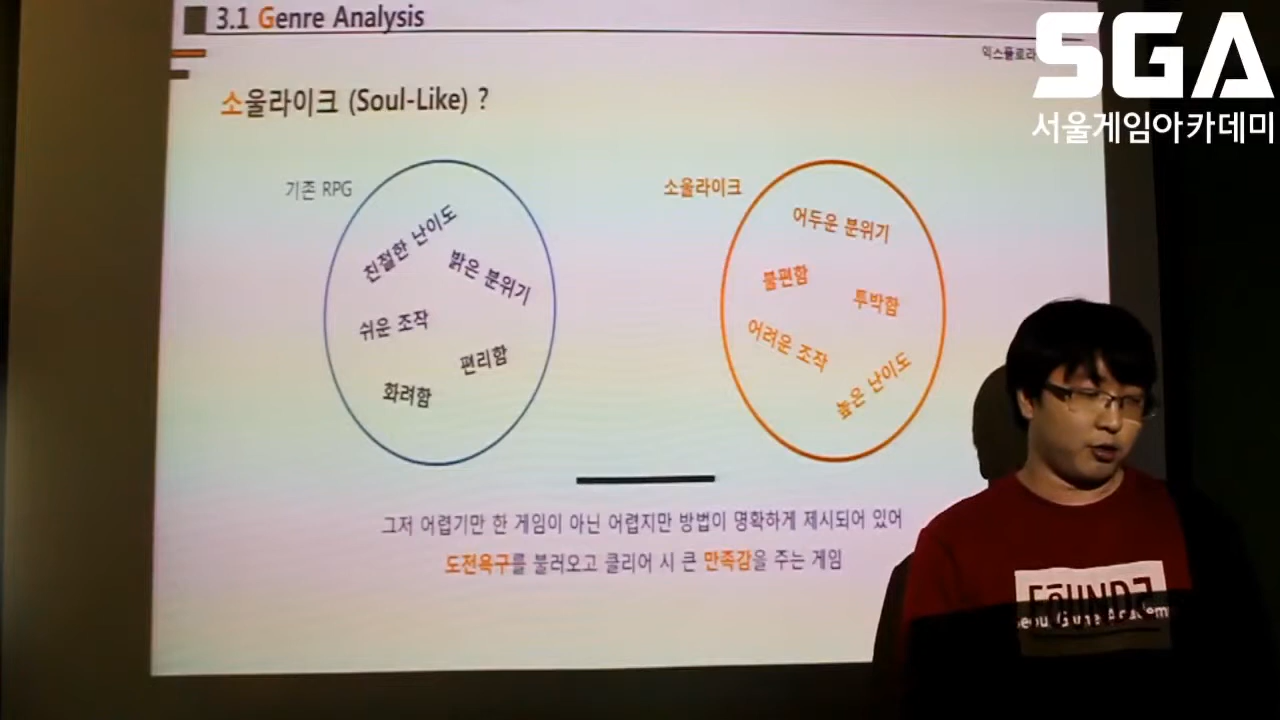 3.1 Genre Analysis
익스플로라
SGA
서울게임아카데미
소울라이크 (Soul-Like) ?
기존 RPG
친절한 난이도
밝은 분위기
쉬운 조작
편리함
화려함
소울라이크
어두운 분위기
불편함
투박함
어려운 조작
높은 난이도
그저 어렵기만 한 게임이 아닌 어렵지만 방법이 명확하게 제시되어 있어
도전욕구를 불러오고 클리어 시 큰 만족감을 주는 게임